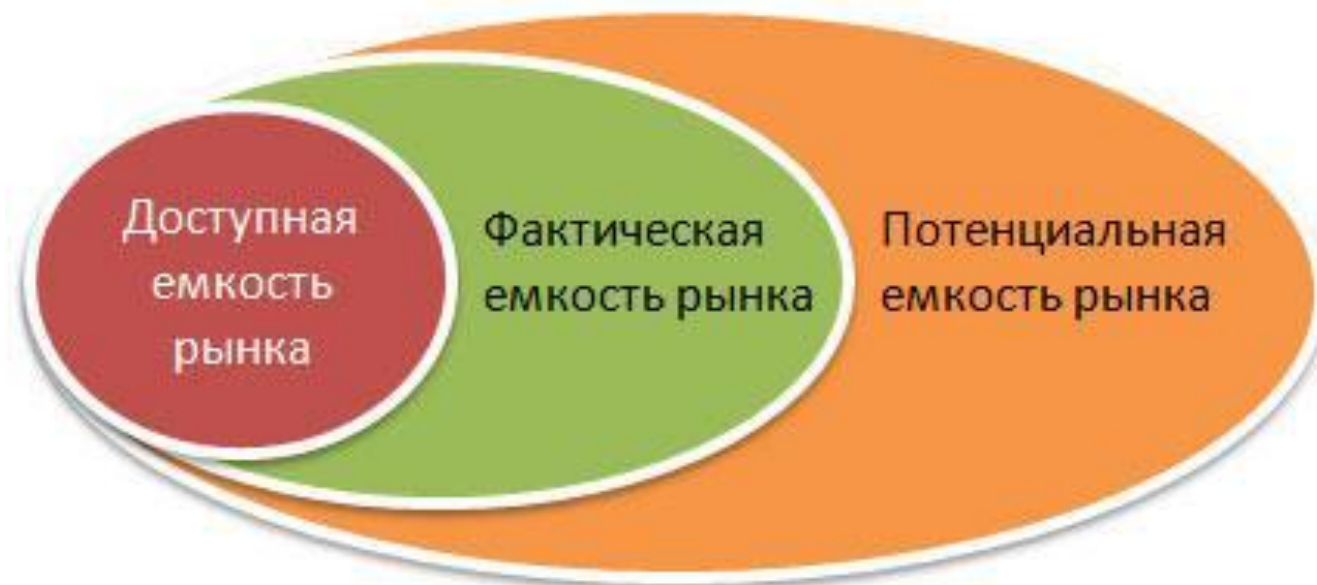 Доступная
емкость
рынка
Фактическая
емкость рынка
Потенциальная
емкость рынка